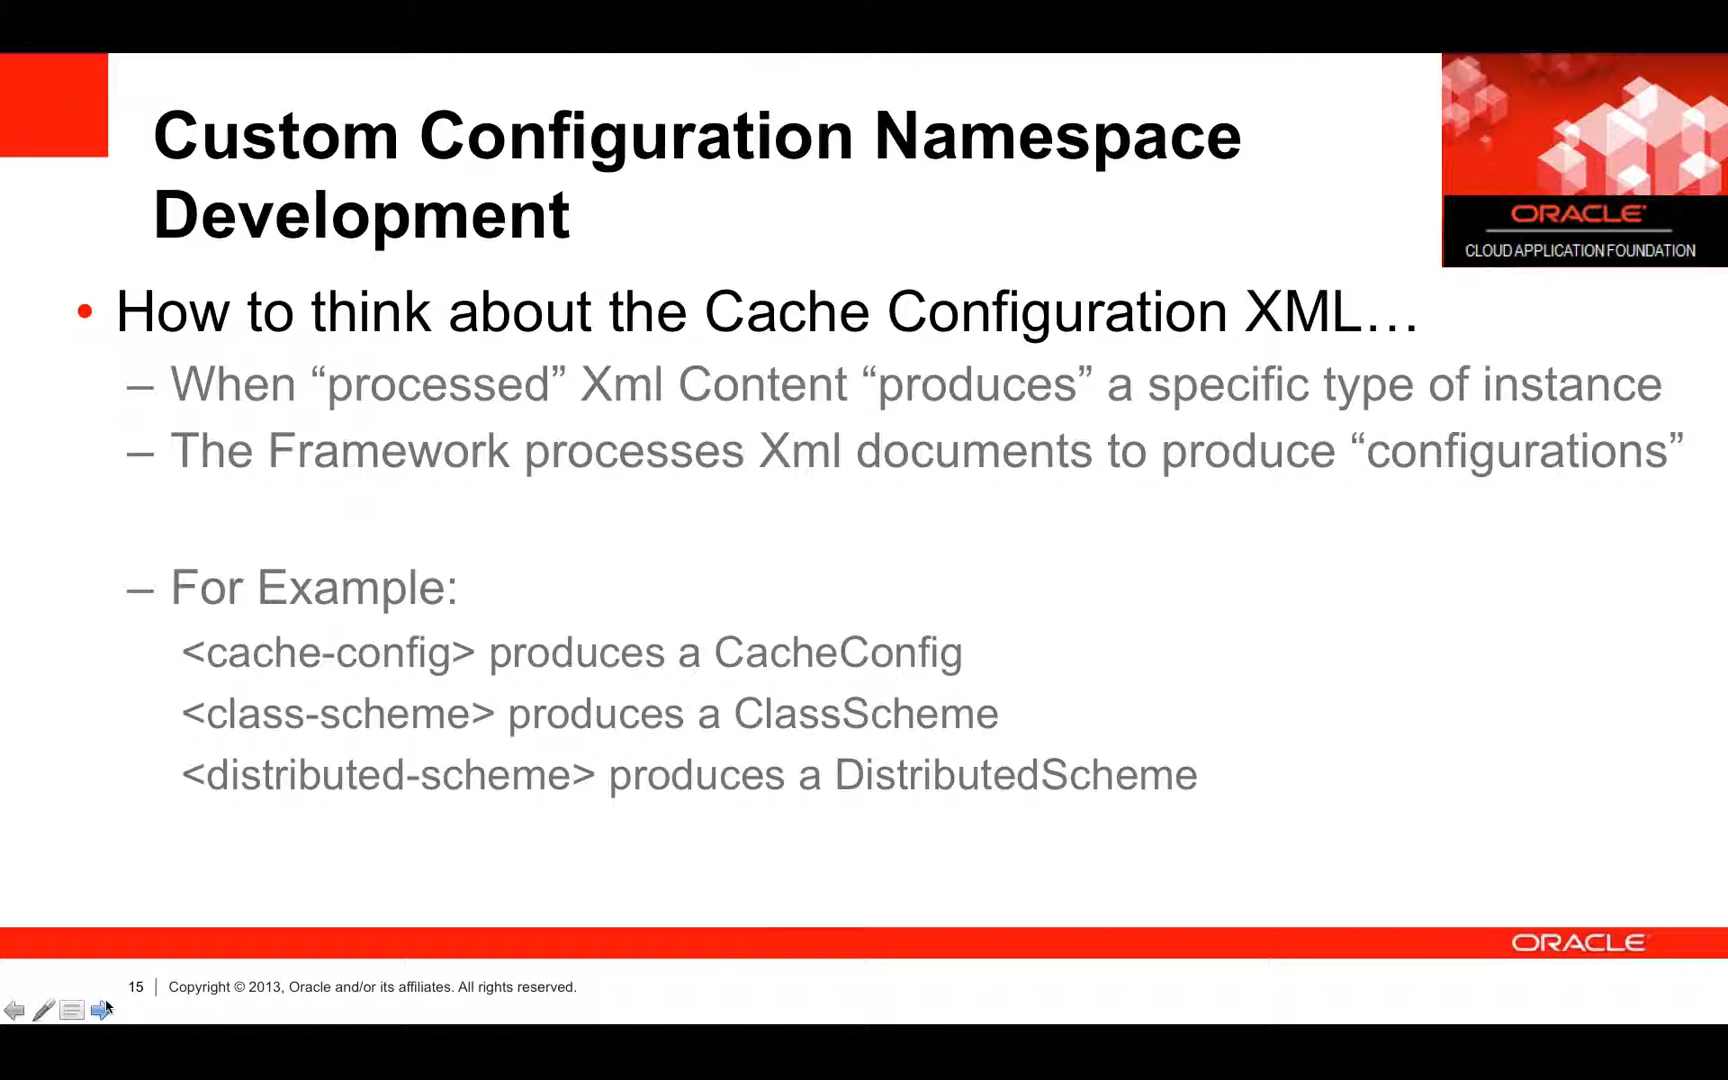 Custom Configuration Namespace
Development
ORACLE
CLOUD APPLICATION FOUNDATION
• How to think about the Cache Configuration XML…
– When “processed” Xml Content “produces” a specific type of instance
– The Framework processes Xml documents to produce “configurations”
– For Example:
<cache-config> produces a CacheConfig
<class-scheme> produces a ClassScheme
<distributed-scheme> produces a DistributedScheme
ORACLE
15 | Copyright © 2013, Oracle and/or its affiliates. All rights reserved.